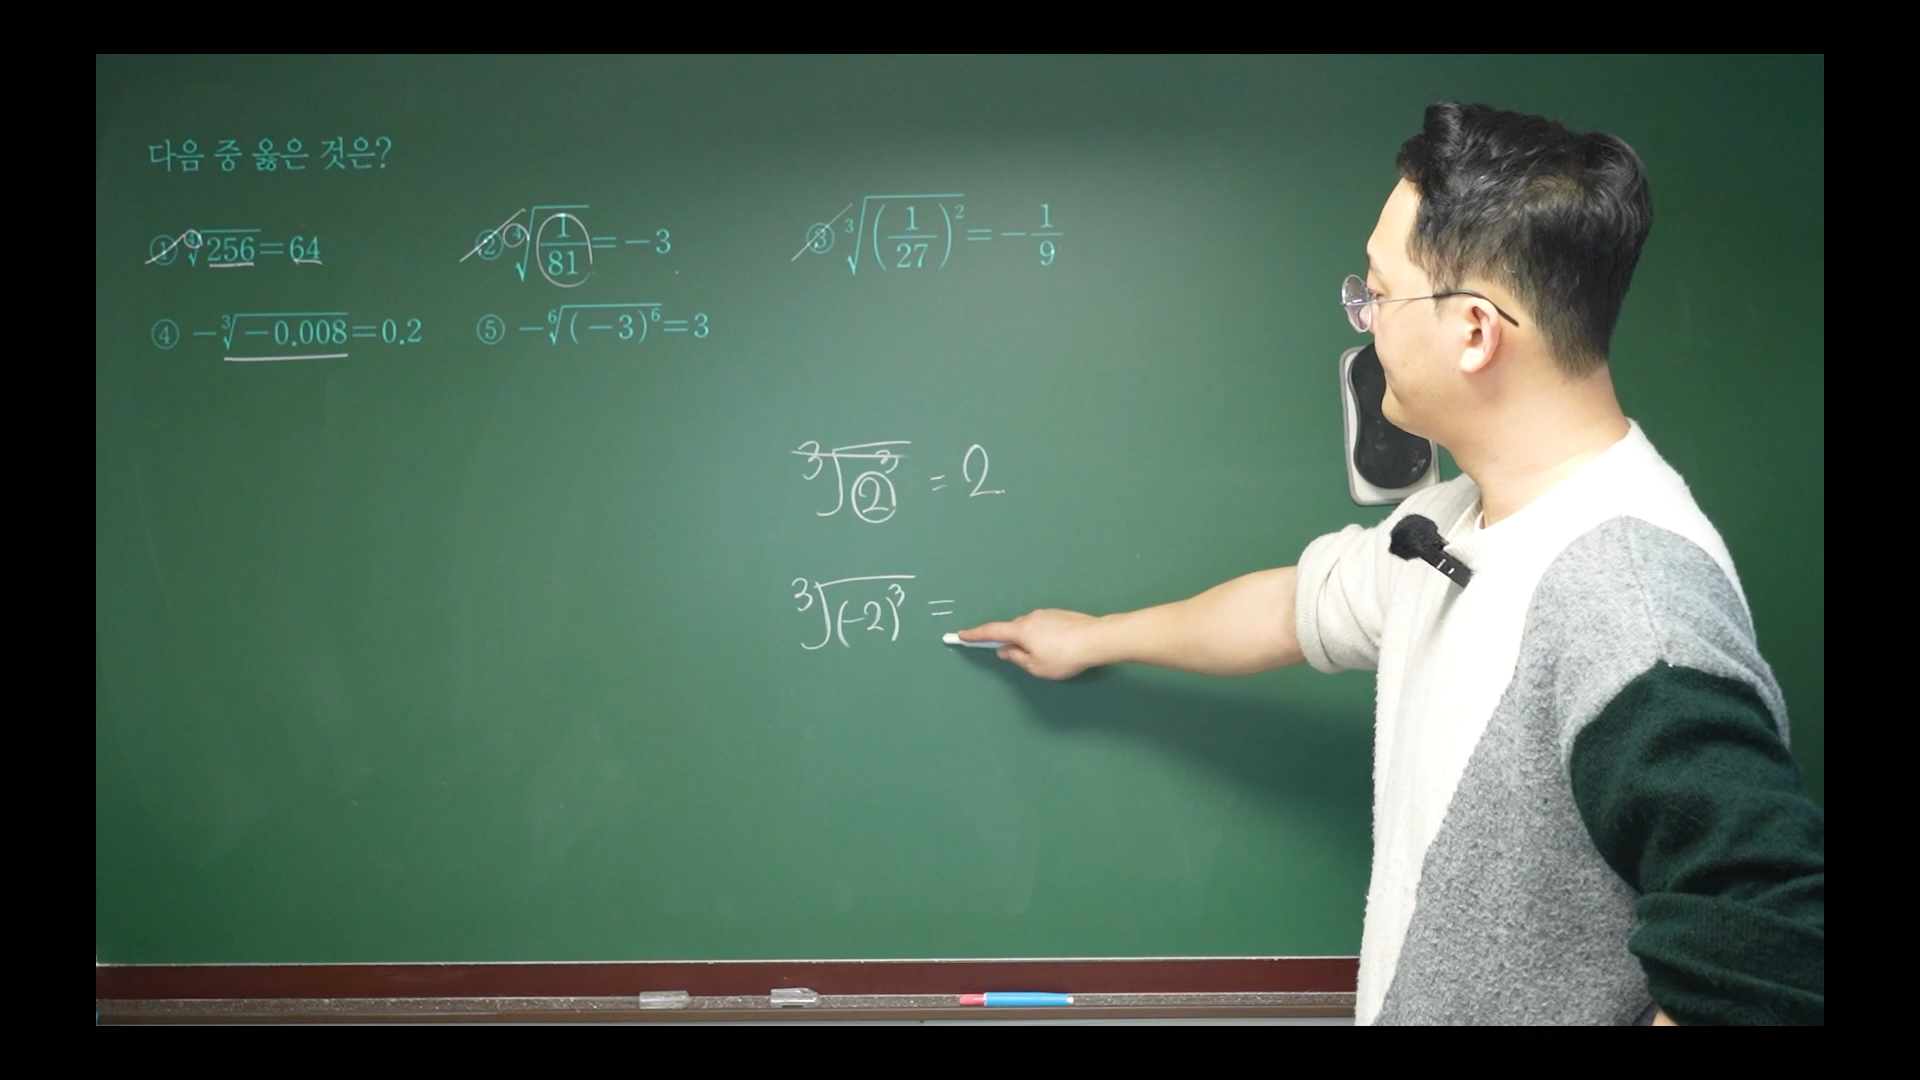 다음 중 옳은 것은?
① ⁴√256=64 ② ⁴√(1/81)=−3 ③ ³√(1/27)²=−1/9
④ −³√−0.008=0.2 ⑤ −⁶√(−3)⁶=3
³√2³ = 2
³√(-2)³ =